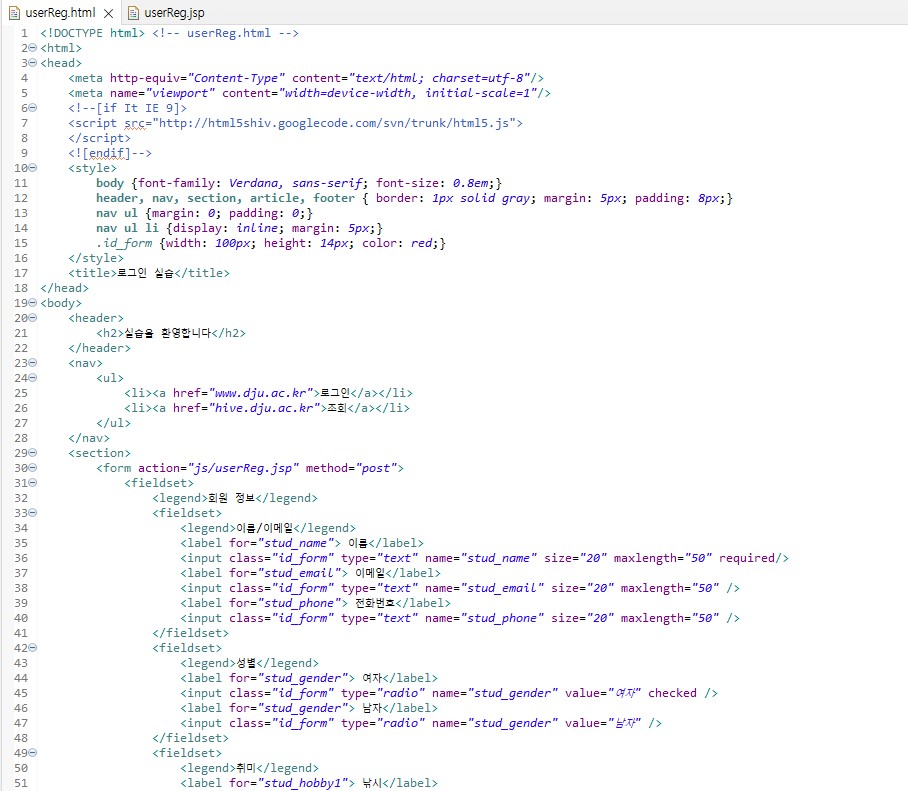 userReg.html
userReg.jsp
1 <!DOCTYPE html> <!-- userReg.html -->
2 <html>
3 <head>
4 <meta http-equiv="Content-Type" content="text/html; charset=utf-8"/>
5 <meta name="viewport" content="width=device-width, initial-scale=1"/>
6 <!--[if It IE 9]>
7 <script src="http://html5shiv.googlecode.com/svn/trunk/html5.js">
8 </script>
9 <![endif]-->
10 <style>
11 body {font-family: Verdana, sans-serif; font-size: 0.8em;}
12 header, nav, section, article, footer { border: 1px solid gray; margin: 5px; padding: 8px;}
13 nav ul {margin: 0; padding: 0;}
14 nav ul li {display: inline; margin: 5px;}
15 .id_form {width: 100px; height: 14px; color: red;}
16 </style>
17 <title>로그인 실습</title>
18 </head>
19 <body>
20 <header>
21 <h2>실습을 환영합니다</h2>
22 </header>
23 <nav>
24 <ul>
25 <li><a href="www.dju.ac.kr">로그인</a></li>
26 <li><a href="hive.dju.ac.kr">조회</a></li>
27 </ul>
28 </nav>
29 <section>
30 <form action="js/userReg.jsp" method="post">
31 <fieldset>
32 <legend>회원 정보</legend>
33 <fieldset>
34 <legend>이름/이메일</legend>
35 <label for="stud_name"> 이름</label>
36 <input class="id_form" type="text" name="stud_name" size="20" maxlength="50" required/>
37 <label for="stud_email"> 이메일</label>
38 <input class="id_form" type="text" name="stud_email" size="20" maxlength="50" />
39 <label for="stud_phone"> 전화번호</label>
40 <input class="id_form" type="text" name="stud_phone" size="20" maxlength="50" />
41 </fieldset>
42 <fieldset>
43 <legend>성별</legend>
44 <label for="stud_gender"> 여자</label>
45 <input class="id_form" type="radio" name="stud_gender" value="여자" checked />
46 <label for="stud_gender"> 남자</label>
47 <input class="id_form" type="radio" name="stud_gender" value="남자" />
48 </fieldset>
49 <fieldset>
50 <legend>취미</legend>
51 <label for="stud_hobby1"> 낚시</label>